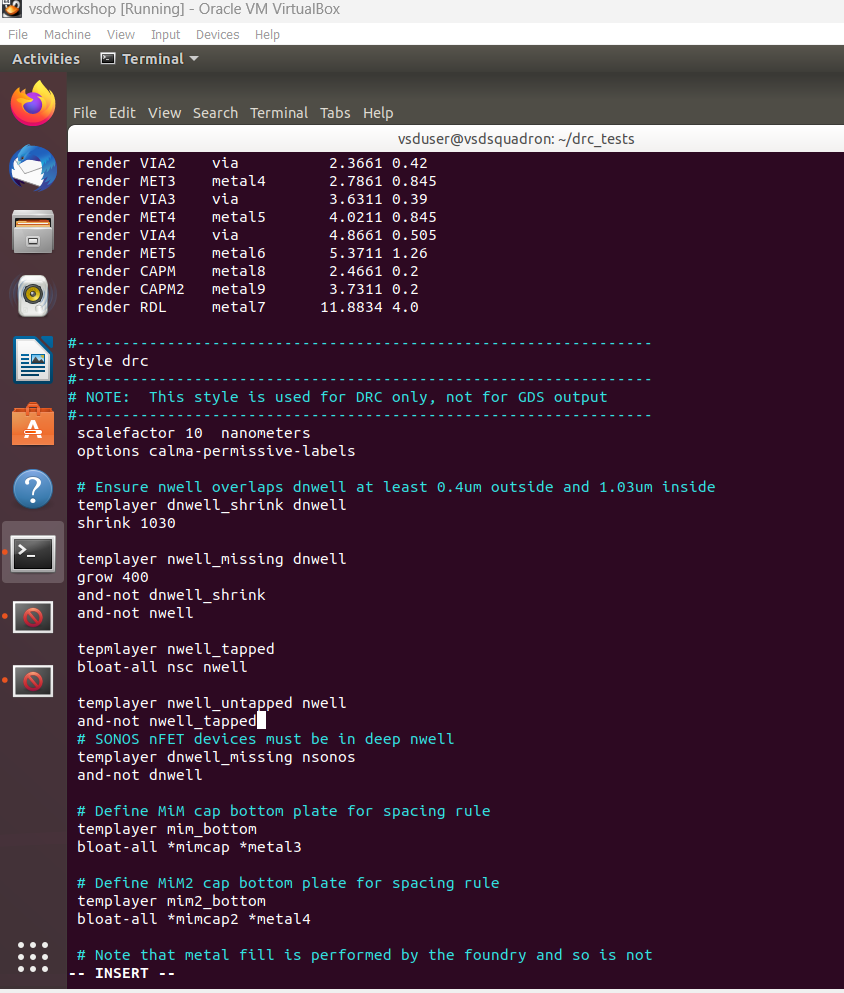 vsdworkshop [Running] - Oracle VM VirtualBox
File Machine View Input Devices Help
Activities Terminal
File Edit View Search Terminal Tabs Help
vsduser@vsdsquadron: ~/drc_tests
render VIA2    via          2.3661 0.42
render MET3    metal4       2.7861 0.845
render VIA3    via          3.6311 0.39
render MET4    metal5       4.0211 0.845
render VIA4    via          4.8661 0.505
render MET5    metal6       5.3711 1.26
render CAPM    metal8       2.4661 0.2
render CAPM2   metal9       3.7311 0.2
render RDL     metal7      11.8834 4.0
#----------------------------------------------------------------
style drc
#----------------------------------------------------------------
# NOTE:  This style is used for DRC only, not for GDS output
#----------------------------------------------------------------
scalefactor 10  nanometers
options calma-permissive-labels
# Ensure nwell overlaps dnwell at least 0.4um outside and 1.03um inside
templayer dnwell_shrink dnwell
shrink 1030
templayer nwell_missing dnwell
grow 400
and-not dnwell_shrink
and-not nwell
tepmlayer nwell_tapped
bloat-all nsc nwell
templayer nwell_untapped nwell
and-not nwell_tapped
# SONOS nFET devices must be in deep nwell
templayer dnwell_missing nsonos
and-not dnwell
# Define MiM cap bottom plate for spacing rule
templayer mim_bottom
bloat-all *mimcap *metal3
# Define MiM2 cap bottom plate for spacing rule
templayer mim2_bottom
bloat-all *mimcap2 *metal4
# Note that metal fill is performed by the foundry and so is not
-- INSERT --